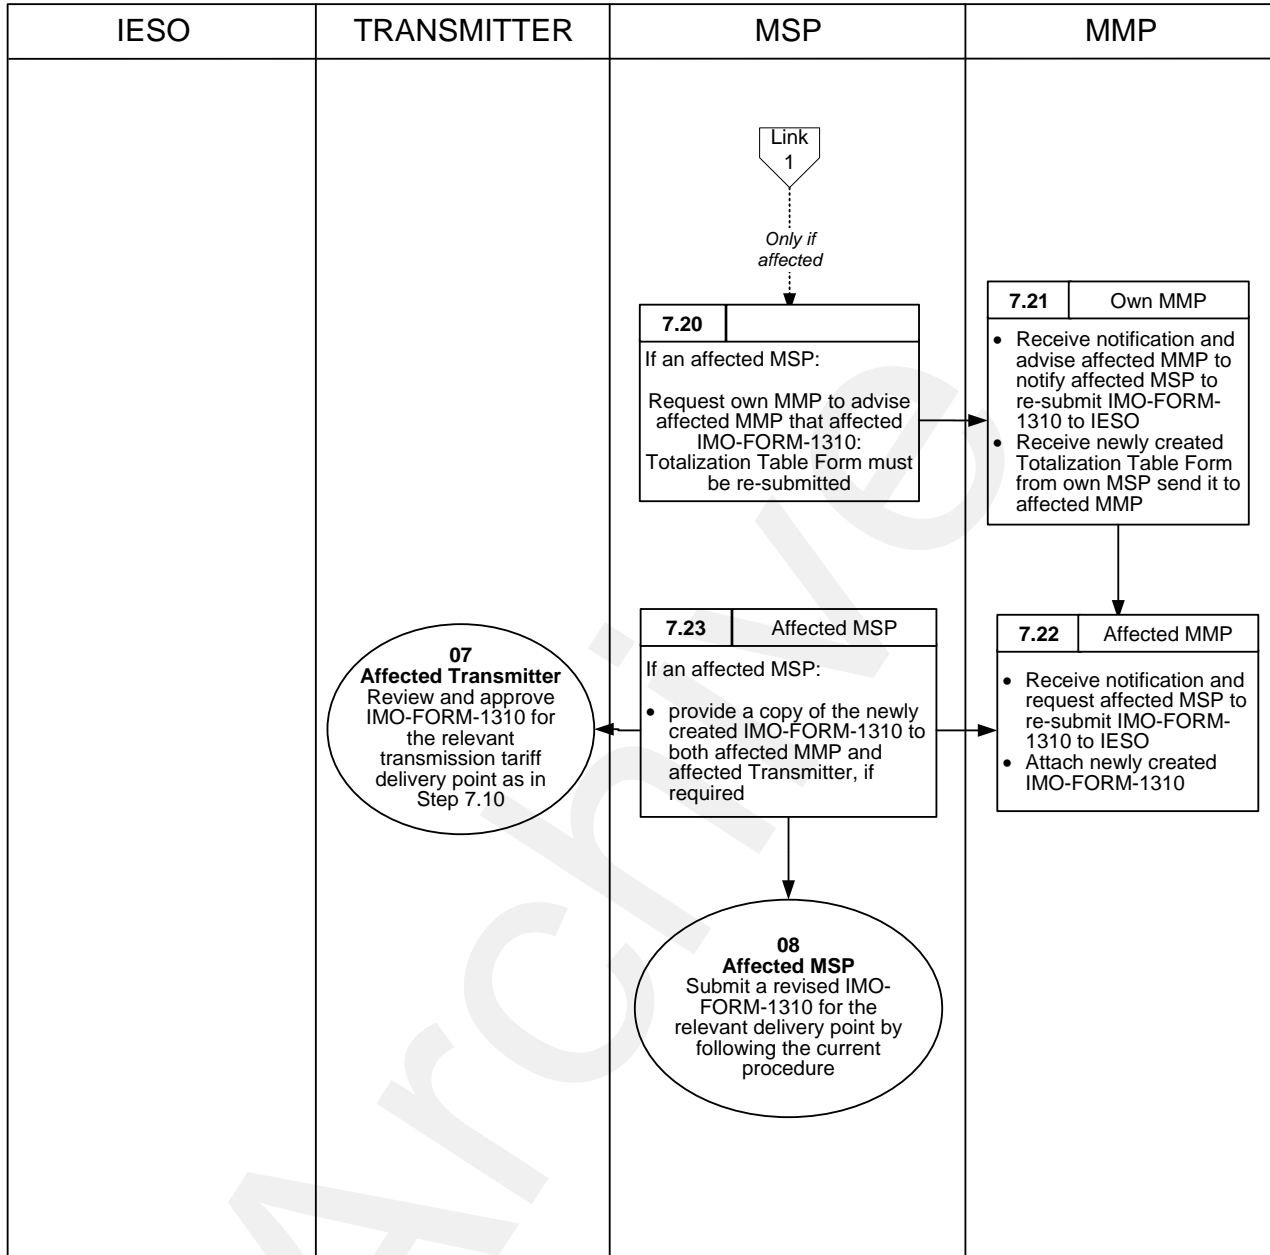 IESO
TRANSMITTER
MSP
MMP
Link
1
Only if
affected
7.20
If an affected MSP:
Request own MMP to advise
affected MMP that affected
IMO-FORM-1310:
Totalization Table Form must
be re-submitted
7.21
Own MMP
• Receive notification and
advise affected MMP to
notify affected MSP to
re-submit IMO-FORM-
1310 to IESO
• Receive newly created
Totalization Table Form
from own MSP send it to
affected MMP
07
Affected Transmitter
Review and approve
IMO-FORM-1310 for
the relevant
transmission tariff
delivery point as in
Step 7.10
7.23
Affected MSP
If an affected MSP:
• provide a copy of the newly
created IMO-FORM-1310 to
both affected MMP and
affected Transmitter, if
required
7.22
Affected MMP
• Receive notification and
request affected MSP to
re-submit IMO-FORM-
1310 to IESO
• Attach newly created
IMO-FORM-1310
08
Affected MSP
Submit a revised IMO-
FORM-1310 for the
relevant delivery point by
following the current
procedure
Archive